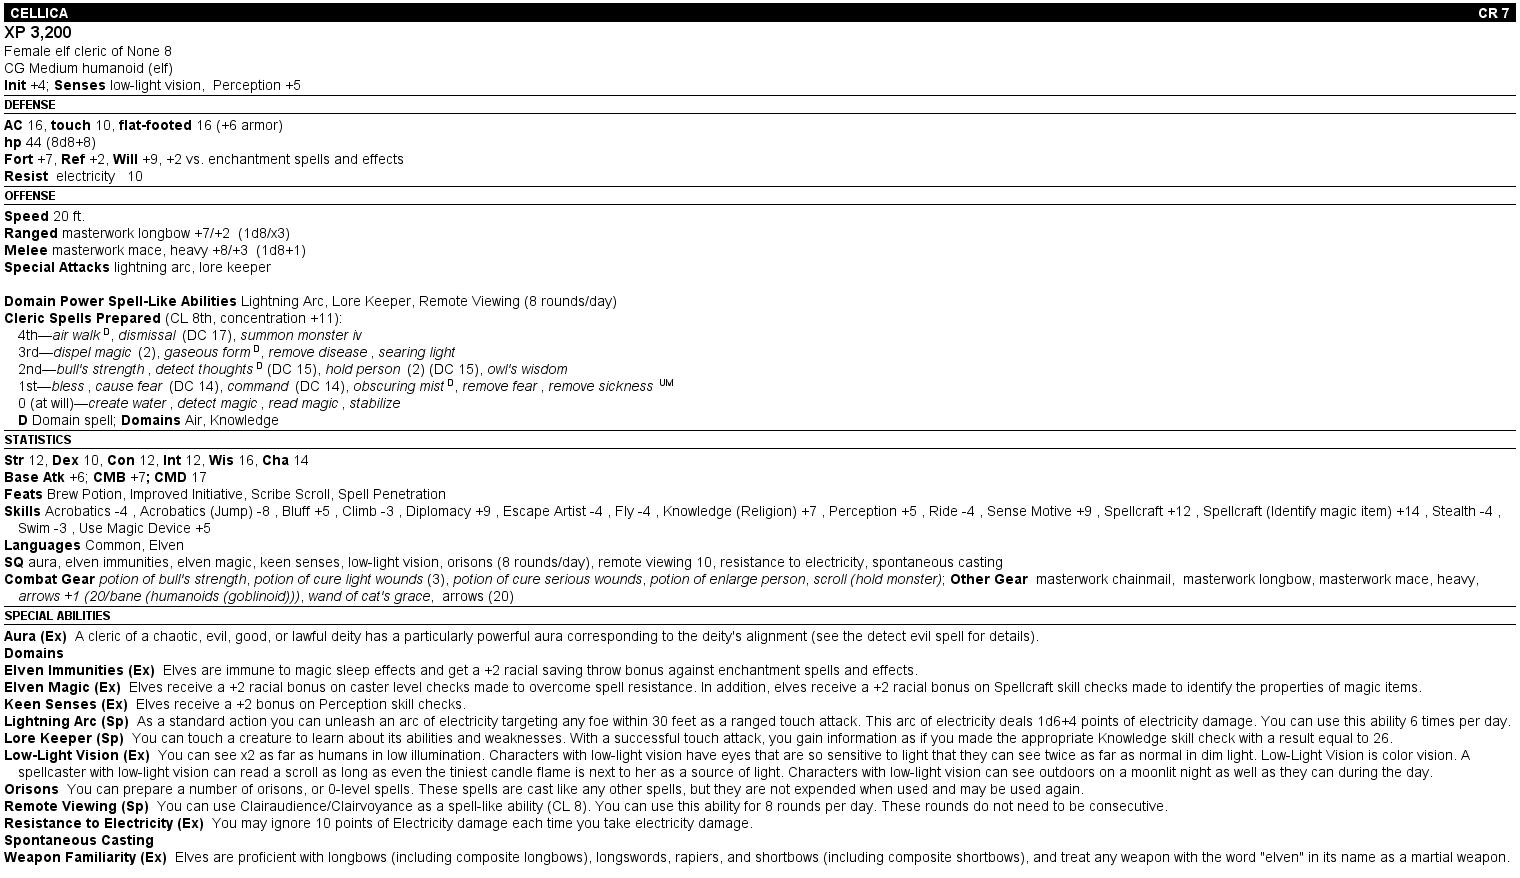 CELLICA CR 7
XP 3,200
Female elf cleric of None 8
CG Medium humanoid (elf)
Init +4; Senses low-light vision, Perception +5
DEFENSE
AC 16, touch 10, flat-footed 16 (+6 armor)
hp 44 (8d8+8)
Fort +7, Ref +2, Will +9, +2 vs. enchantment spells and effects
Resist electricity 10
OFFENSE
Speed 20 ft.
Ranged masterwork longbow +7/+2 (1d8/x3)
Melee masterwork mace, heavy +8/+3 (1d8+1)
Special Attacks lightning arc, lore keeper
Domain Power Spell-Like Abilities Lightning Arc, Lore Keeper, Remote Viewing (8 rounds/day)
Cleric Spells Prepared (CL 8th, concentration +11):
4th—air walk D, dismissal (DC 17), summon monster iv
3rd—dispel magic (2), gaseous form D, remove disease , searing light
2nd—bull's strength , detect thoughts D (DC 15), hold person (2) (DC 15), owl's wisdom
1st—bless , cause fear (DC 14), command (DC 14), obscuring mist D, remove fear , remove sickness UM
0 (at will)—create water , detect magic , read magic , stabilize
D Domain spell; Domains Air, Knowledge
STATISTICS
Str 12, Dex 10, Con 12, Int 12, Wis 16, Cha 14
Base Atk +6; CMB +7; CMD 17
Feats Brew Potion, Improved Initiative, Scribe Scroll, Spell Penetration
Skills Acrobatics -4 , Acrobatics (Jump) -8 , Bluff +5 , Climb -3 , Diplomacy +9 , Escape Artist -4 , Fly -4 , Knowledge (Religion) +7 , Perception +5 , Ride -4 , Sense Motive +9 , Spellcraft +12 , Spellcraft (Identify magic item) +14 , Stealth -4 ,
Swim -3 , Use Magic Device +5
Languages Common, Elven
SQ aura, elven immunities, elven magic, keen senses, low-light vision, orisons (8 rounds/day), remote viewing 10, resistance to electricity, spontaneous casting
Combat Gear potion of bull's strength, potion of cure light wounds (3), potion of cure serious wounds, potion of enlarge person, scroll (hold monster); Other Gear masterwork chainmail, masterwork longbow, masterwork mace, heavy,
arrows +1 (20/bane (humanoids (goblinoid))), wand of cat's grace, arrows (20)
SPECIAL ABILITIES
Aura (Ex) A cleric of a chaotic, evil, good, or lawful deity has a particularly powerful aura corresponding to the deity's alignment (see the detect evil spell for details).
Domains
Elven Immunities (Ex) Elves are immune to magic sleep effects and get a +2 racial saving throw bonus against enchantment spells and effects.
Elven Magic (Ex) Elves receive a +2 racial bonus on caster level checks made to overcome spell resistance. In addition, elves receive a +2 racial bonus on Spellcraft skill checks made to identify the properties of magic items.
Keen Senses (Ex) Elves receive a +2 bonus on Perception skill checks.
Lightning Arc (Sp) As a standard action you can unleash an arc of electricity targeting any foe within 30 feet as a ranged touch attack. This arc of electricity deals 1d6+4 points of electricity damage. You can use this ability 6 times per day.
Lore Keeper (Sp) You can touch a creature to learn about its abilities and weaknesses. With a successful touch attack, you gain information as if you made the appropriate Knowledge skill check with a result equal to 26.
Low-Light Vision (Ex) You can see x2 as far as humans in low illumination. Characters with low-light vision have eyes that are so sensitive to light that they can see twice as far as normal in dim light. Low-Light Vision is color vision. A
spellcaster with low-light vision can read a scroll as long as even the tiniest candle flame is next to her as a source of light. Characters with low-light vision can see outdoors on a moonlit night as well as they can during the day.
Orisons You can prepare a number of orisons, or 0-level spells. These spells are cast like any other spells, but they are not expended when used and may be used again.
Remote Viewing (Sp) You can use Clairaudience/Clairvoyance as a spell-like ability (CL 8). You can use this ability for 8 rounds per day. These rounds do not need to be consecutive.
Resistance to Electricity (Ex) You may ignore 10 points of Electricity damage each time you take electricity damage.
Spontaneous Casting
Weapon Familiarity (Ex) Elves are proficient with longbows (including composite longbows), longswords, rapiers, and shortbows (including composite shortbows), and treat any weapon with the word "elven" in its name as a martial weapon.